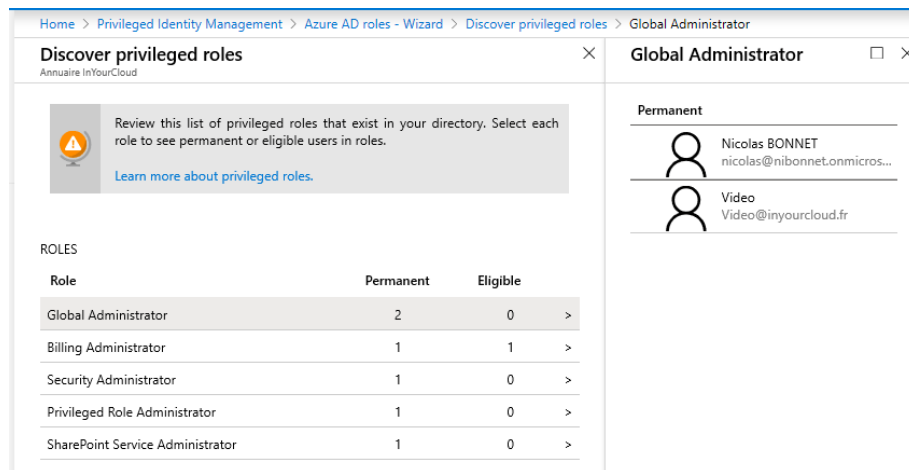 Home > Privileged Identity Management > Azure AD roles - Wizard > Discover privileged roles > Global Administrator
Discover privileged roles
Annuaire InYourCloud
Review this list of privileged roles that exist in your directory. Select each
role to see permanent or eligible users in roles.
Learn more about privileged roles.
ROLES
Role Permanent Eligible
Global Administrator 2 0 >
Billing Administrator 1 1 >
Security Administrator 1 0 >
Privileged Role Administrator 1 0 >
SharePoint Service Administrator 1 0 >
Global Administrator
Permanent
Nicolas BONNET
nicolas@nibonnet.onmicros...
Video
Video@inyourcloud.fr